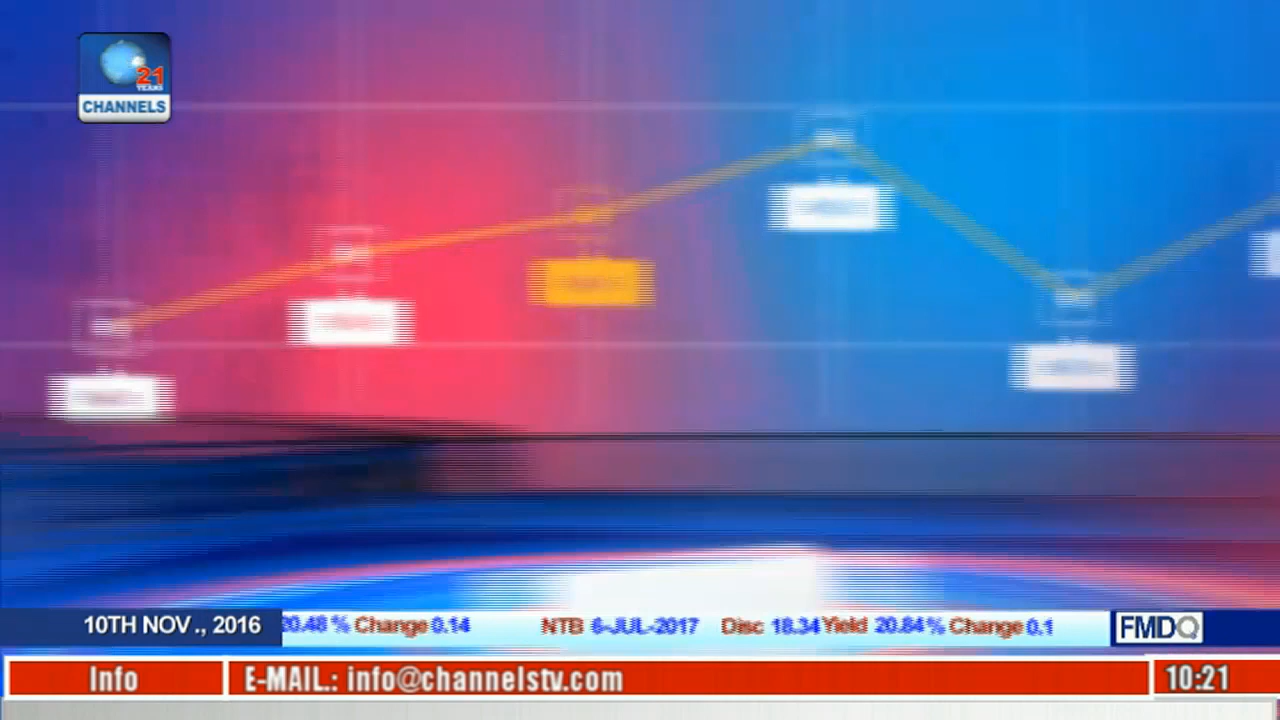 21
YEARS
CHANNELS
10TH NOV ., 2016
20.48 % Change 0.14 NTB 6-JUL-2017 Disc 18.34 Yield 20.84% Change 0.1
FMDQ
Info
E-MAIL.: info@channelstv.com
10:21